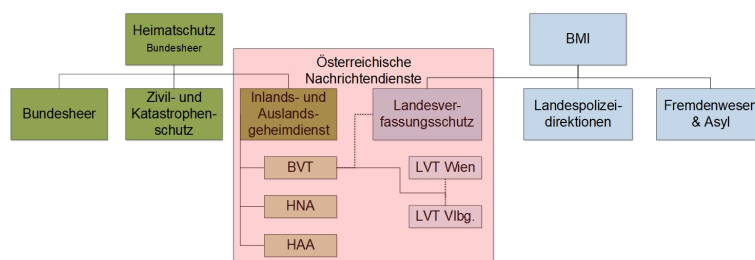 Heimatschutz
Bundesheer
BMI
Österreichische
Nachrichtendienste
Bundesheer
Zivil- und
Katastrophen-
schutz
Inlands- und
Auslands-
geheimdienst
Landesver-
fassungsschutz
Landespolizei-
direktionen
Fremdenwesen
& Asyl
BVT
LVT Wien
HNA
LVT Vlbg.
HAA